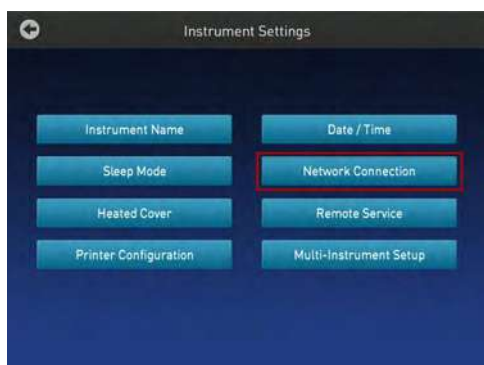 Instrument Settings
Instrument Name
Date / Time
Sleep Mode
Network Connection
Heated Cover
Remote Service
Printer Configuration
Multi-Instrument Setup